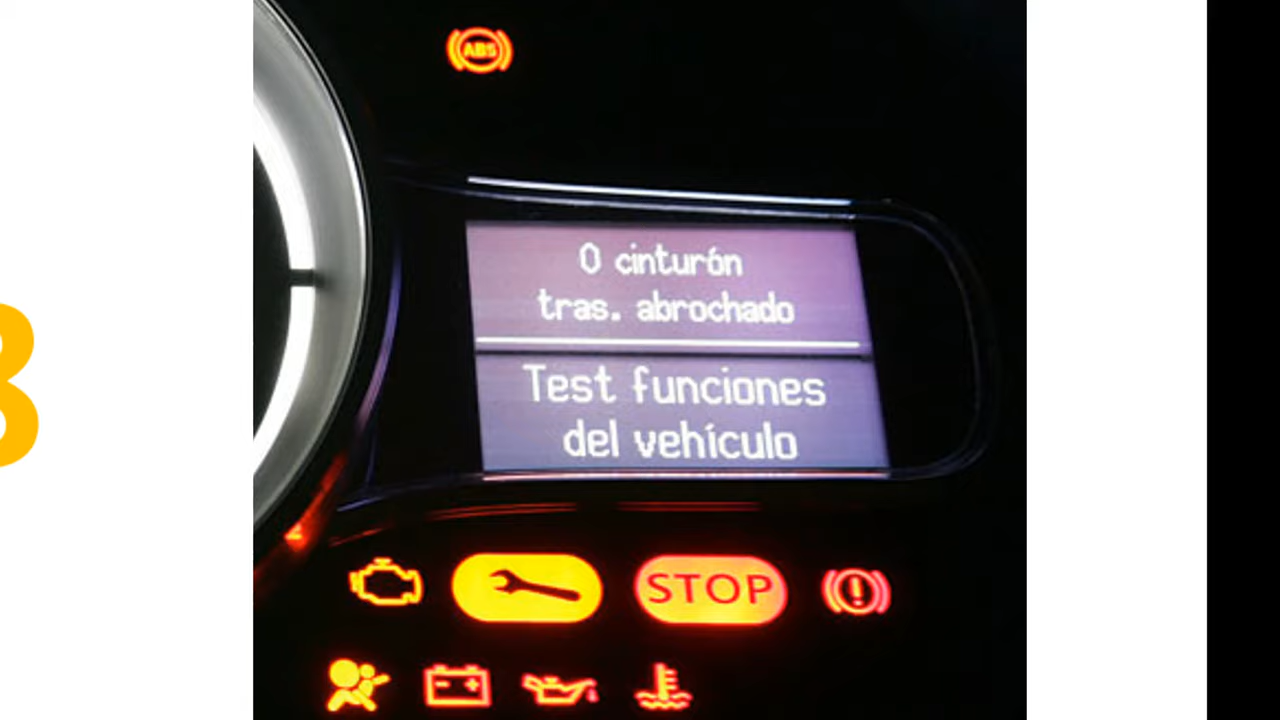 ABS
0 cinturón
tras. abrochado
Test funciones
del vehículo
STOP